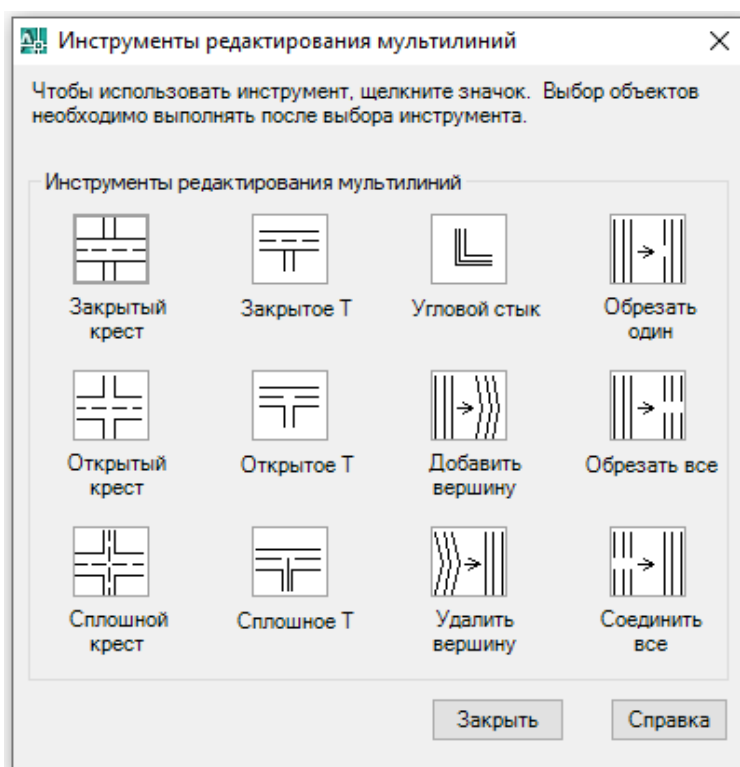 Инструменты редактирования мультилиний
Чтобы использовать инструмент, щелкните значок. Выбор объектов
необходимо выполнять после выбора инструмента.
Инструменты редактирования мультилиний
Закрытый
крест
Закрытое Т
Угловой стык
Обрезать
один
Открытый
крест
Открытое Т
Добавить
вершину
Обрезать все
Сплошной
крест
Сплошное Т
Удалить
вершину
Соединить
все
Закрыть
Справка